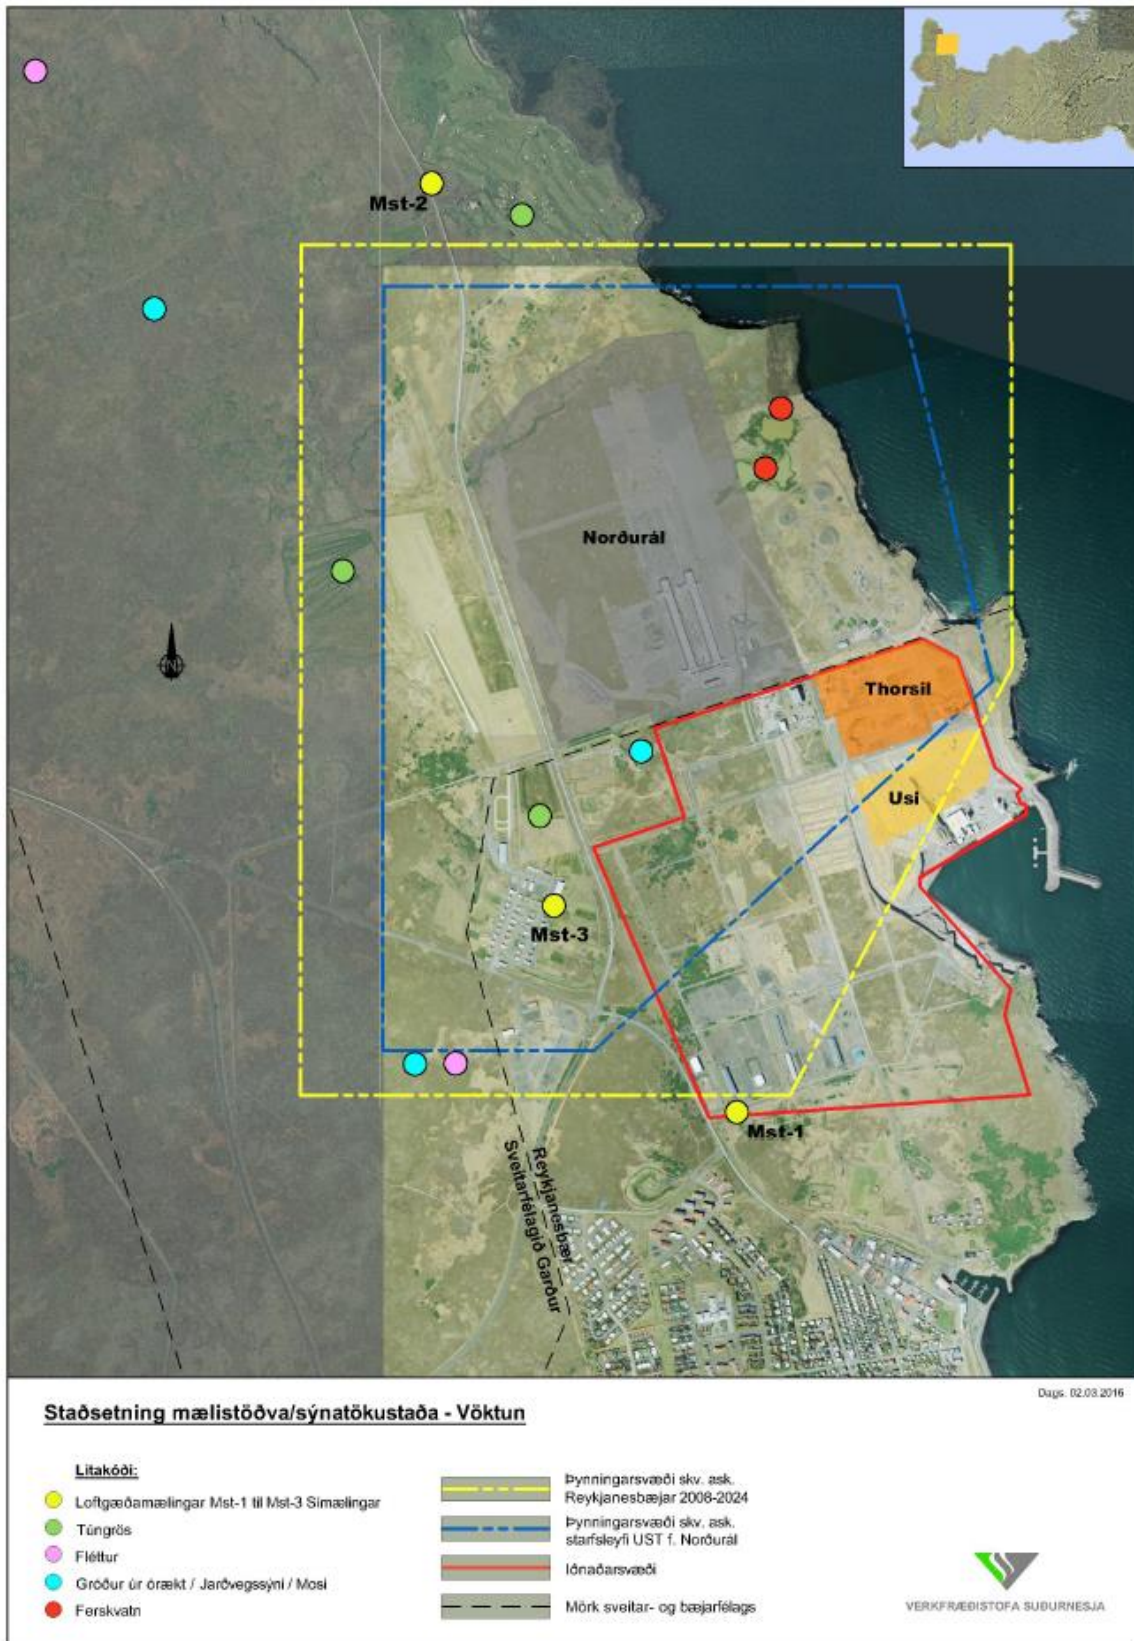 Mst-2
Norðurál
Thorsil
Usi
N
Mst-3
Mst-1
Reykjanesbær
Sveitarfélagið Garður
Dags. 02.03.2016
Staðsetning mælistöðva/sýnatökustaða - Vöktun
Litakóði:
Loftgæðamælingar Mst-1 til Mst-3 Símælingar
Túngrös
Fléttur
Gróður úr órækt / Jarðvegssýni / Mosi
Ferskvatn
Þynningarsvæði skv. ask.
Reykjanesbæjar 2008-2024
Þynningarsvæði skv. ask.
starfsleyfi UST f. Norðurál
Iðnaðarsvæði
Mörk sveitar- og bæjarfélags
VERKFRÆÐISTOFA SUÐURNESJA